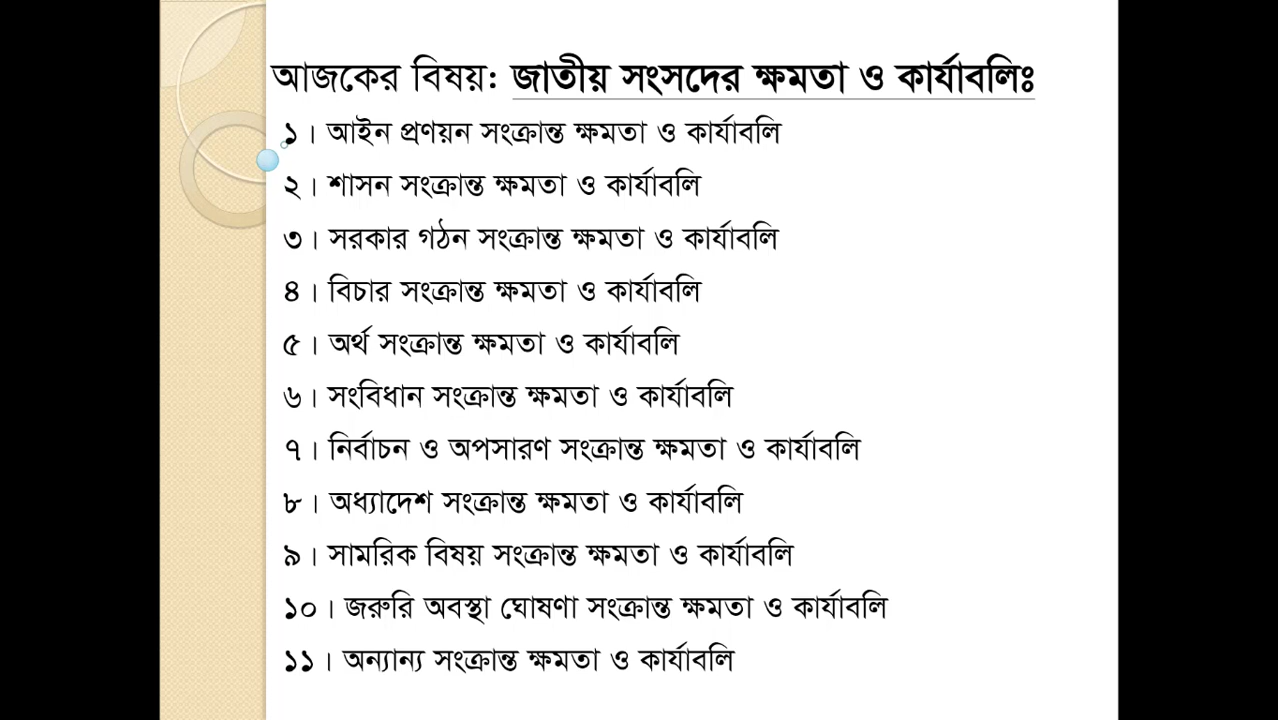 আজকের বিষয়: জাতীয় সংসদের ক্ষমতা ও কার্যাবলিঃ
১। আইন প্রণয়ন সংক্রান্ত ক্ষমতা ও কার্যাবলি
২। শাসন সংক্রান্ত ক্ষমতা ও কার্যাবলি
৩। সরকার গঠন সংক্রান্ত ক্ষমতা ও কার্যাবলি
৪। বিচার সংক্রান্ত ক্ষমতা ও কার্যাবলি
৫। অর্থ সংক্রান্ত ক্ষমতা ও কার্যাবলি
৬। সংবিধান সংক্রান্ত ক্ষমতা ও কার্যাবলি
৭। নির্বাচন ও অপসারণ সংক্রান্ত ক্ষমতা ও কার্যাবলি
৮। অধ্যাদেশ সংক্রান্ত ক্ষমতা ও কার্যাবলি
৯। সামরিক বিষয় সংক্রান্ত ক্ষমতা ও কার্যাবলি
১০। জরুরি অবস্থা ঘোষণা সংক্রান্ত ক্ষমতা ও কার্যাবলি
১১। অন্যান্য সংক্রান্ত ক্ষমতা ও কার্যাবলি